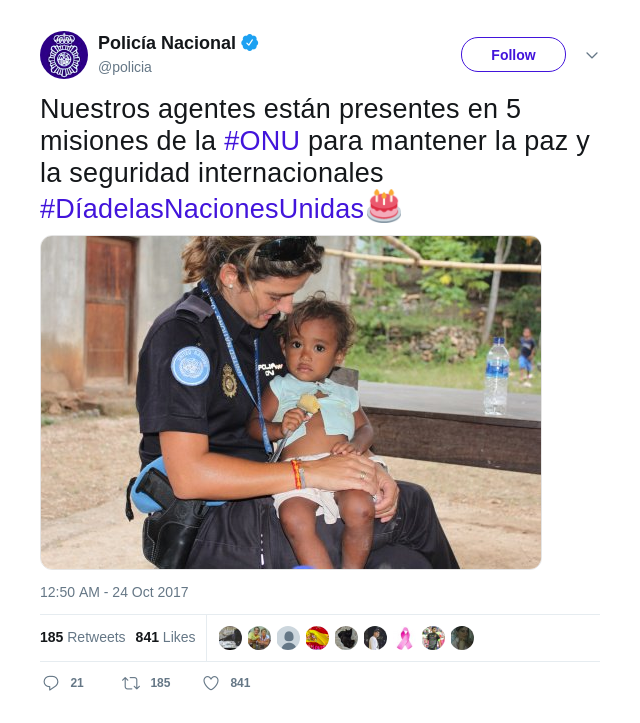 Policía Nacional
@policia
Follow
Nuestros agentes están presentes en 5
misiones de la #ONU para mantener la paz y
la seguridad internacionales
#DíadelasNacionesUnidas
12:50 AM - 24 Oct 2017
185 Retweets 841 Likes
21 185 841